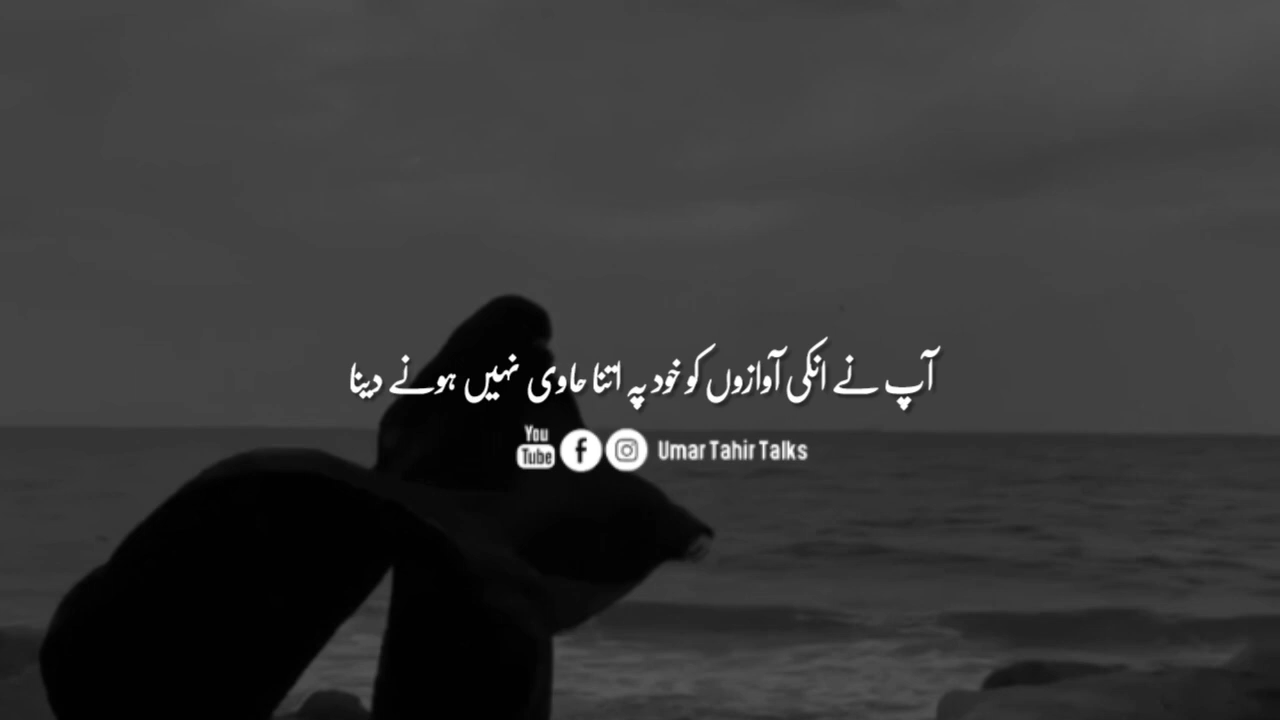 آپ نے انکی آوازوں کو خود پہ اتنا حاوی نہیں ہونے دینا
You Tube f Umar Tahir Talks